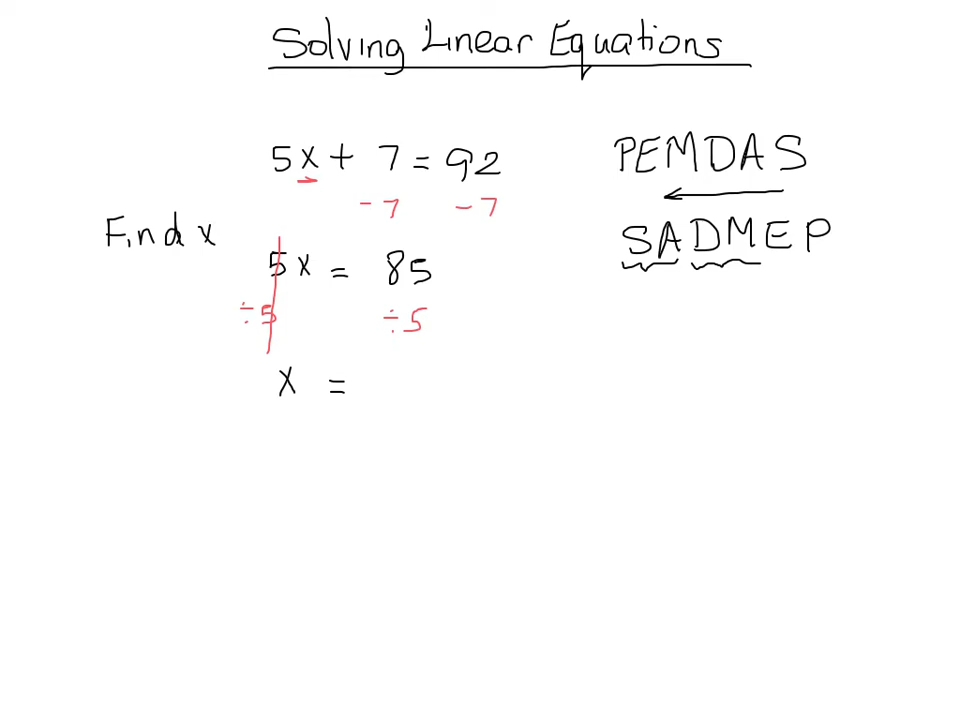 Solving Linear Equations
5x + 7 = 92
PEMDAS
-7 -7
Find x
SADMEP
5x = 85
÷5 ÷5
x =